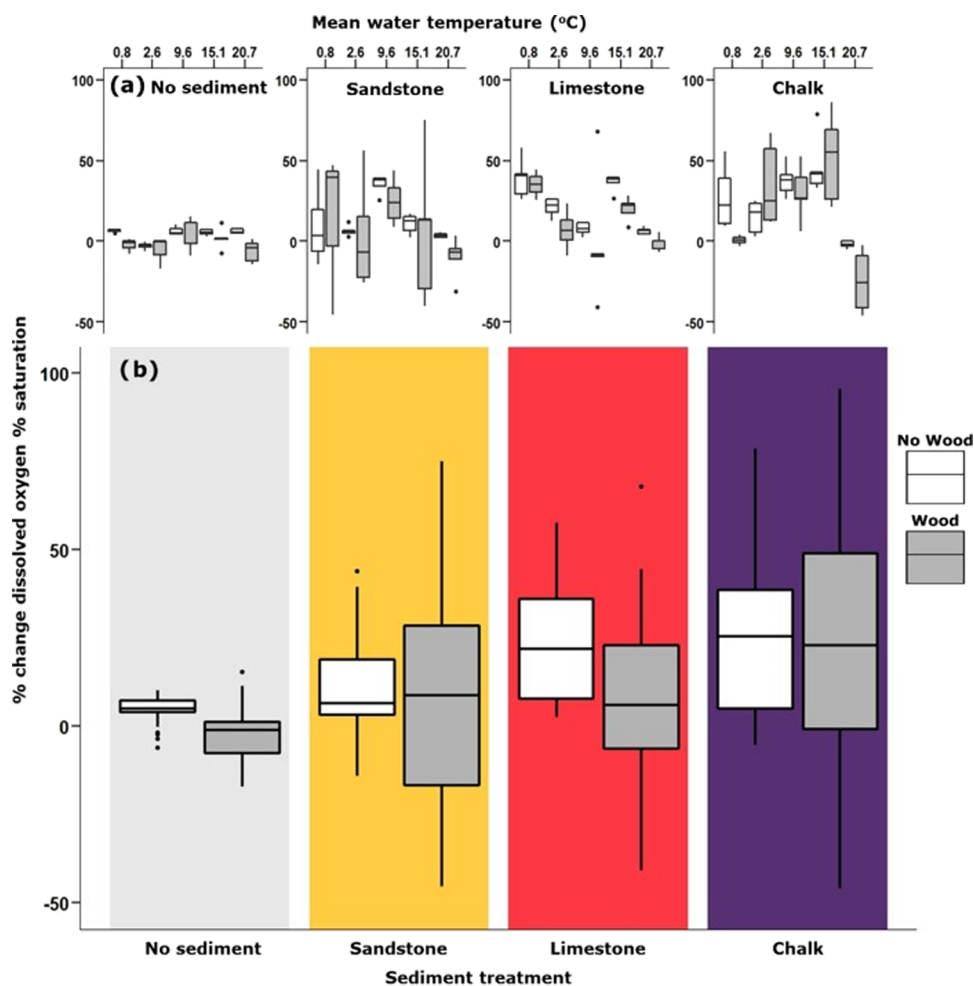 Mean water temperature (°C)
0.8 2.6 9.6 15.1 20.7 0.8 2.6 9.6 15.1 20.7 0.8 2.6 9.6 15.1 20.7 0.8 2.6 9.6 15.1 20.7
100 100 100 100
(a) No sediment Sandstone Limestone Chalk
50 50 50 50
0 0 0 0
-50 -50 -50 -50
% change dissolved oxygen % saturation
(b)
100
50
0
-50
No Wood
Wood
No sediment Sandstone Limestone Chalk
Sediment treatment